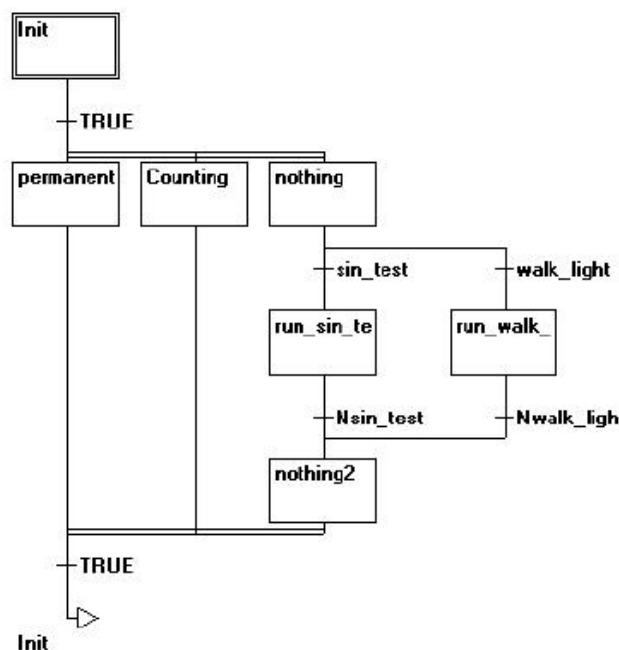 Init
TRUE
permanent Counting nothing
sin_test walk_light
run_sin_te run_walk_
Nsin_test Nwalk_ligh
nothing2
TRUE
Init